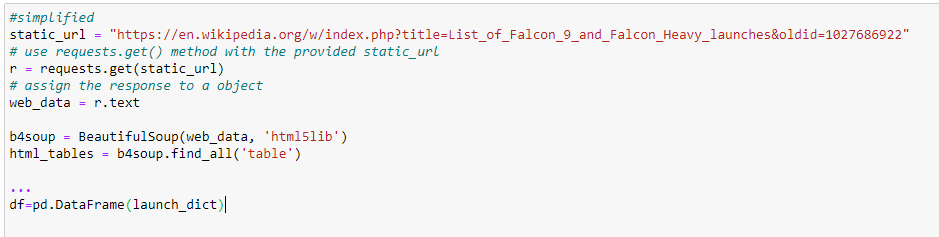 #simplified
static_url = "https://en.wikipedia.org/w/index.php?title=List_of_Falcon_9_and_Falcon_Heavy_launches&oldid=1027686922"
# use requests.get() method with the provided static_url
r = requests.get(static_url)
# assign the response to a object
web_data = r.text
b4soup = BeautifulSoup(web_data, 'html5lib')
html_tables = b4soup.find_all('table')
...
df=pd.DataFrame(launch_dict)